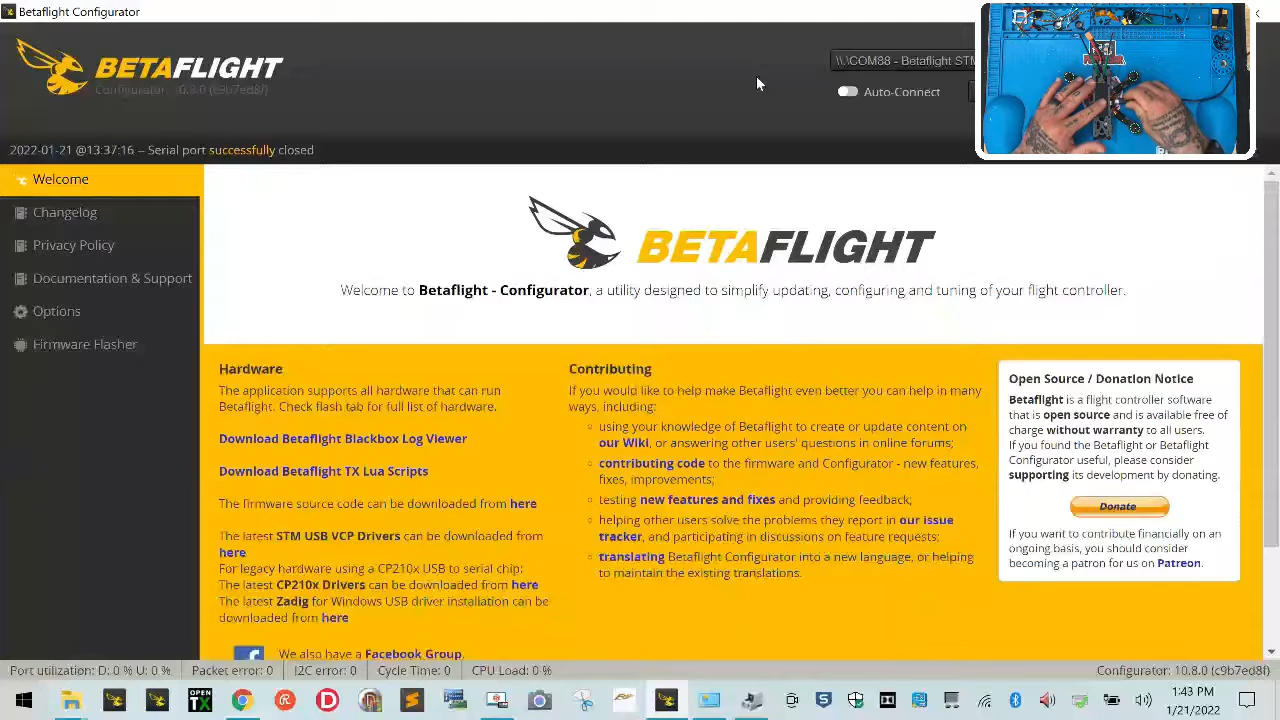 Betaflight Configurator
BETAFLIGHT
Configurator 10.8.0 (c9b7ed8f)
\\.\COM88 - Betaflight STM
Auto-Connect
2022-01-21 @13:37:16 -- Serial port successfully closed
Welcome
Changelog
Privacy Policy
Documentation & Support
Options
Firmware Flasher
BETAFLIGHT
Welcome to Betaflight - Configurator, a utility designed to simplify updating, configuring and tuning of your flight controller.
Hardware
The application supports all hardware that can run
Betaflight. Check flash tab for full list of hardware.
Download Betaflight Blackbox Log Viewer
Download Betaflight TX Lua Scripts
The firmware source code can be downloaded from here
The latest STM USB VCP Drivers can be downloaded from
here
For legacy hardware using a CP210x USB to serial chip:
The latest CP210x Drivers can be downloaded from here
The latest Zadig for Windows USB driver installation can be
downloaded from here
We also have a Facebook Group.
Contributing
If you would like to help make Betaflight even better you can help in many
ways, including:
using your knowledge of Betaflight to create or update content on
our Wiki, or answering other users' questions in online forums;
contributing code to the firmware and Configurator - new features,
fixes, improvements;
testing new features and fixes and providing feedback;
helping other users solve the problems they report in our issue
tracker, and participating in discussions on feature requests;
translating Betaflight Configurator into a new language, or helping
to maintain the existing translations.
Open Source / Donation Notice
Betaflight is a flight controller software
that is open source and is available free of
charge without warranty to all users.
If you found the Betaflight or Betaflight
Configurator useful, please consider
supporting its development by donating.
Donate
If you want to contribute financially on an
ongoing basis, you should consider
becoming a patron for us on Patreon.
Port utilization: D: 0 % U: 0 %
Packet error: 0
I2C error: 0
Cycle Time: 0
CPU Load: 0 %
Configurator: 10.8.0 (c9b7ed8f)
OPEN
TX
1:43 PM
1/21/2022